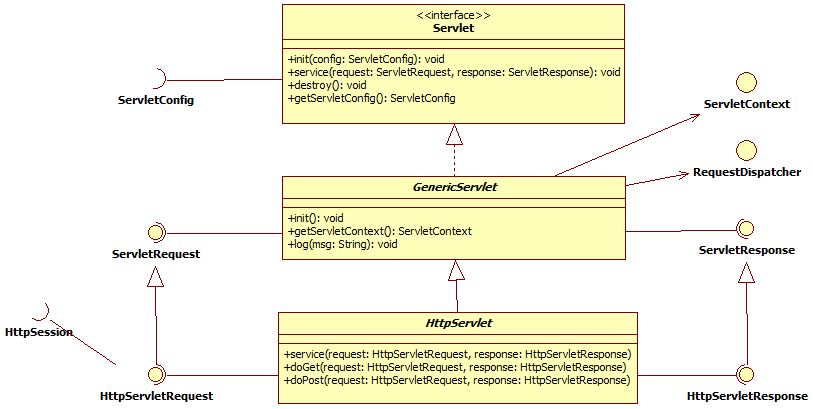 <<interface>>
Servlet
+init(config: ServletConfig): void
+service(request: ServletRequest, response: ServletResponse): void
+destroy(): void
+getServletConfig(): ServletConfig
ServletConfig
ServletContext
RequestDispatcher
GenericServlet
+init(): void
+getServletContext(): ServletContext
+log(msg: String): void
ServletRequest
ServletResponse
HttpSession
HttpServlet
+service(request: HttpServletRequest, response: HttpServletResponse)
+doGet(request: HttpServletRequest, response: HttpServletResponse)
+doPost(request: HttpServletRequest, response: HttpServletResponse)
HttpServletRequest
HttpServletResponse